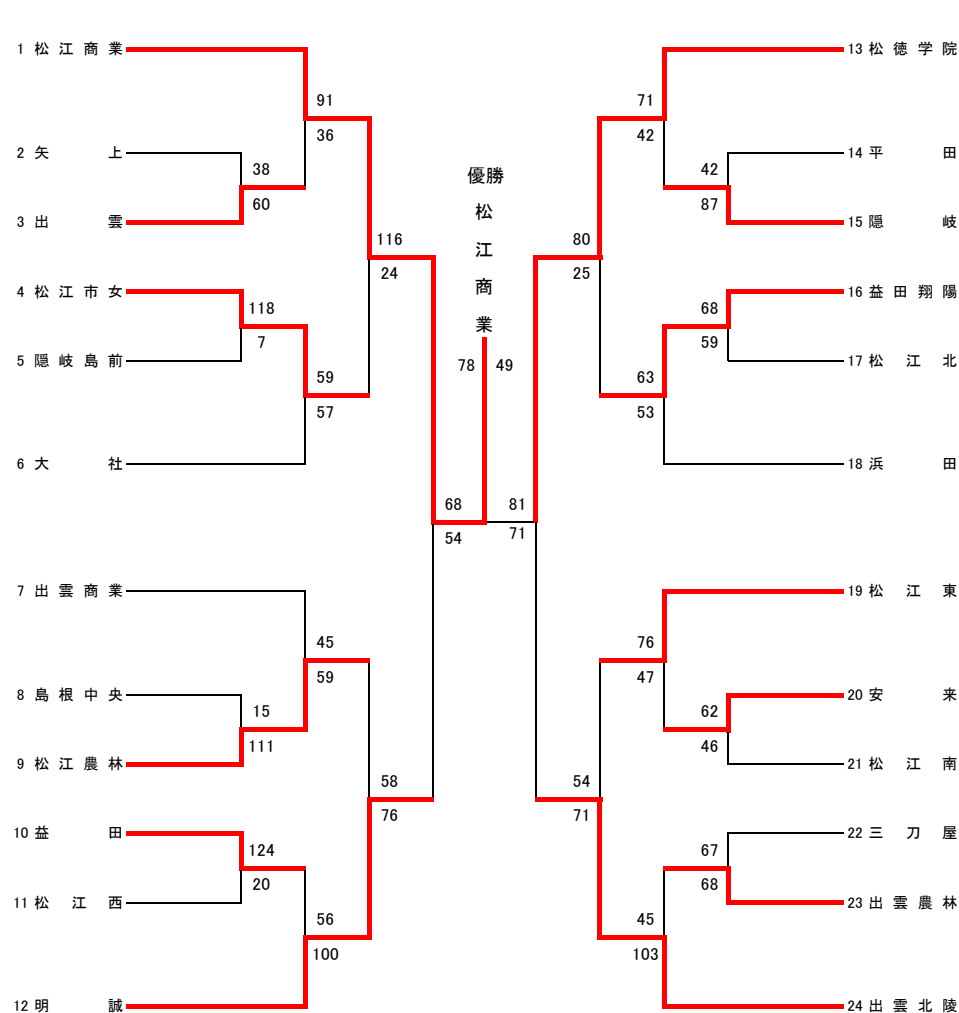 優勝
松江商業
78 49
1 松江商業
91
36
2 矢上
38
60
3 出雲
116
24
4 松江市女
118
7
5 隠岐島前
59
57
6 大社
68
54
7 出雲商業
45
59
8 島根中央
15
111
9 松江農林
58
76
10 益田
124
20
11 松江西
56
100
12 明誠
13 松徳学院
71
42
14 平田
42
87
15 隠岐
80
25
16 益田翔陽
68
59
17 松江北
63
53
18 浜田
81
71
19 松江東
76
47
20 安来
62
46
21 松江南
54
71
22 三刀屋
67
68
23 出雲農林
45
103
24 出雲北陵